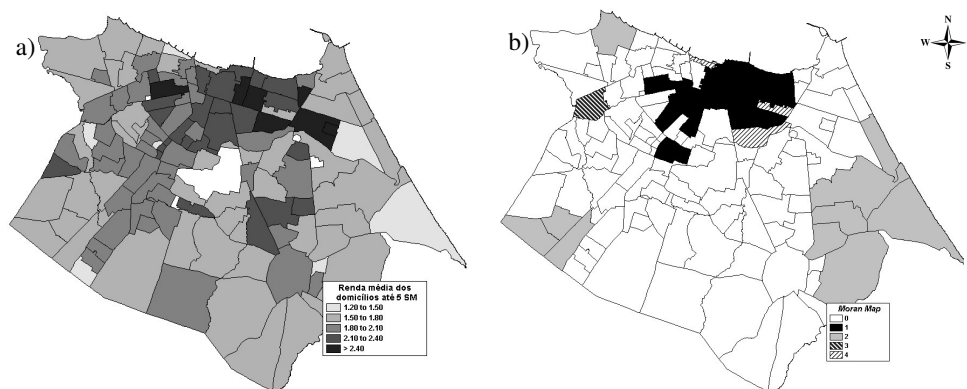 a)
Renda média dos
domicílios até 5 SM
1.20 to 1.50
1.50 to 1.80
1.80 to 2.10
2.10 to 2.40
> 2.40
b)
N
W E
S
Moran Map
0
1
2
3
4